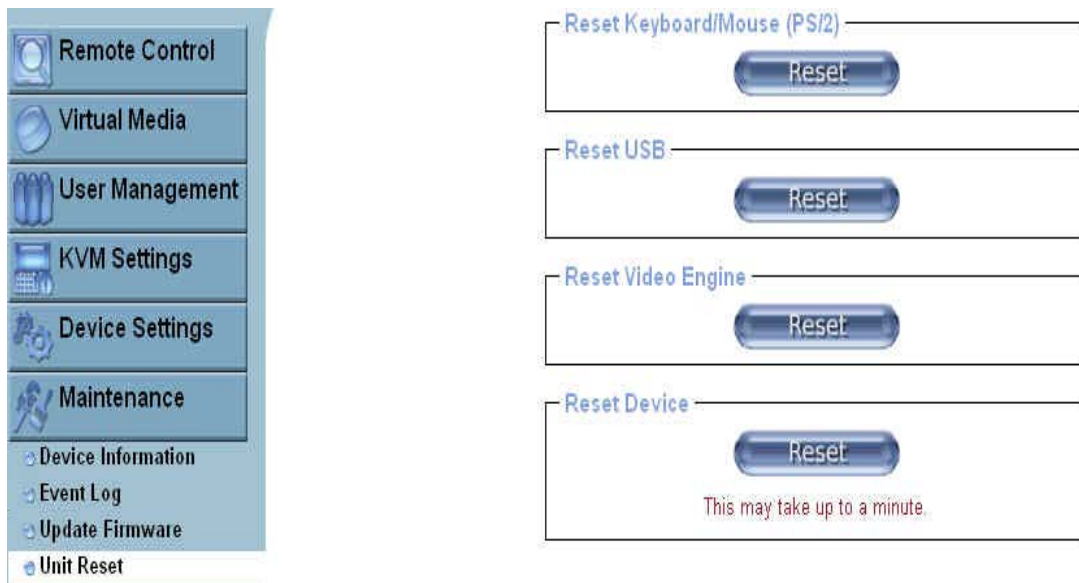 Remote Control
Virtual Media
User Management
KVM Settings
Device Settings
Maintenance
Device Information
Event Log
Update Firmware
Unit Reset
Reset Keyboard/Mouse (PS/2)
Reset
Reset USB
Reset
Reset Video Engine
Reset
Reset Device
Reset
This may take up to a minute.